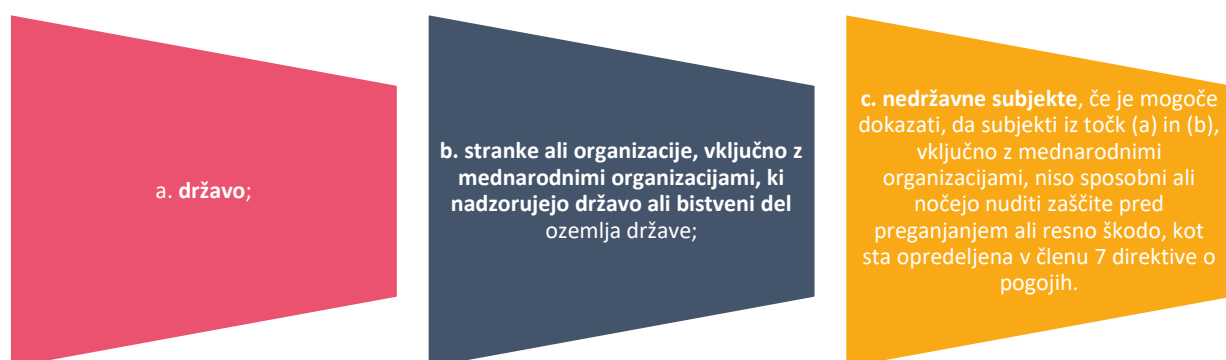 a. državo;
b. stranke ali organizacije, vključno z
mednarodnimi organizacijami, ki
nadzorujejo državo ali bistveni del
ozemlja države;
c. nedržavne subjekte, če je mogoče
dokazati, da subjekti iz točk (a) in (b),
vključno z mednarodnimi
organizacijami, niso sposobni ali
nočejo nuditi zaščite pred
preganjanjem ali resno škodo, kot
sta opredeljena v členu 7 direktive o
pogojih.